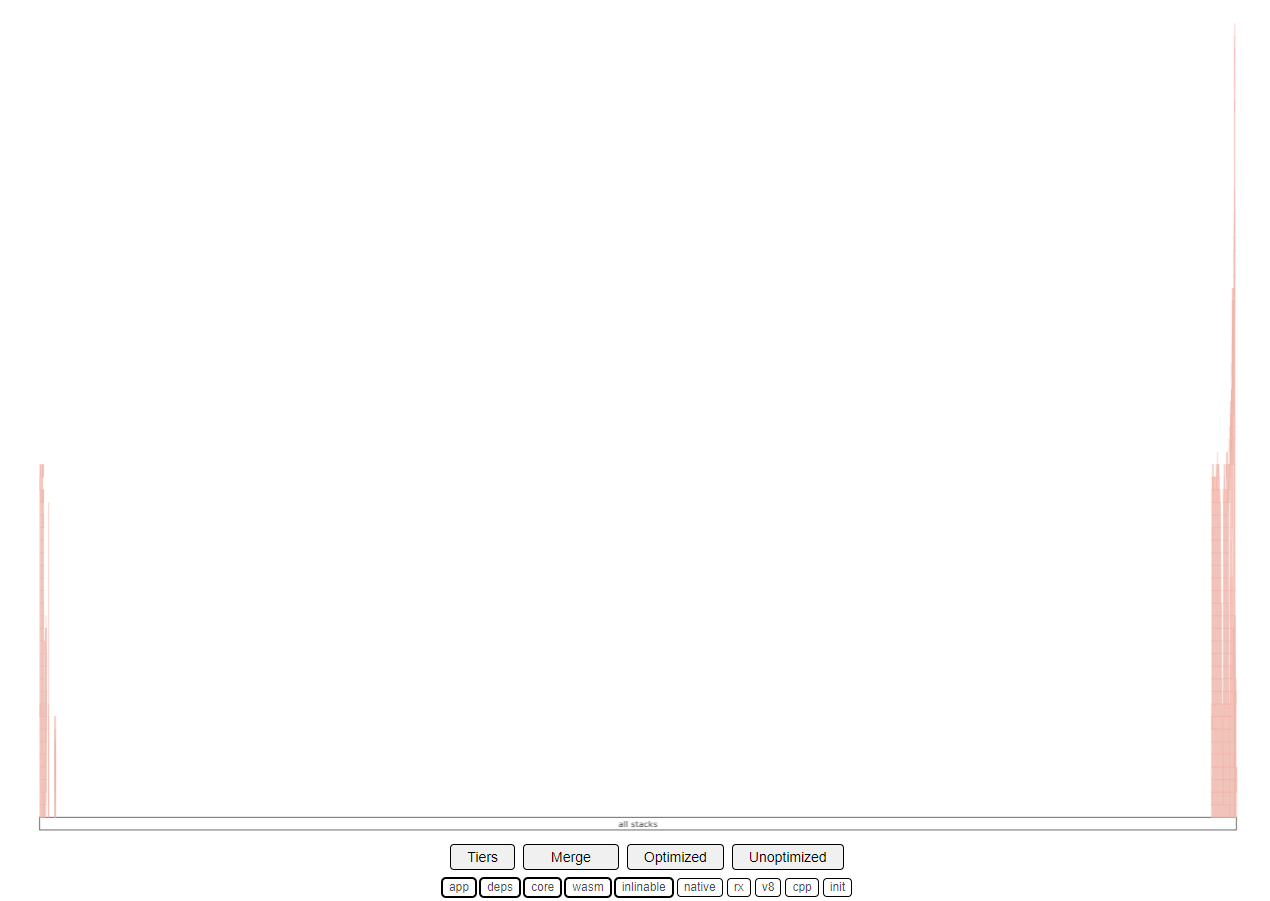 all stacks
Tiers Merge Optimized Unoptimized
app deps core wasm inlinable native rx v8 cpp init